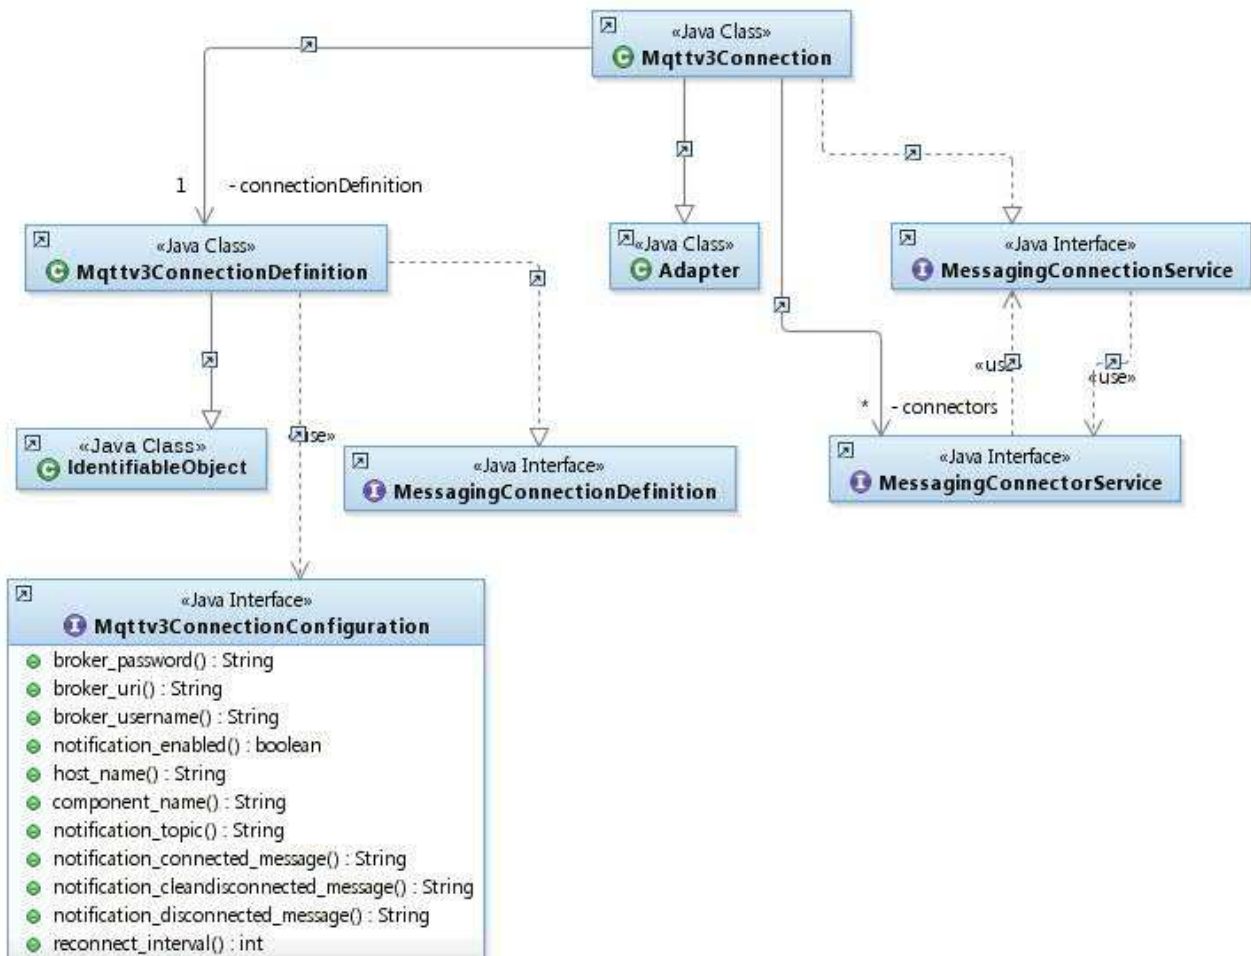 «Java Class»
Mqttv3Connection
1
- connectionDefinition
«Java Class»
Mqttv3ConnectionDefinition
«Java Class»
Adapter
«Java Interface»
MessagingConnectionService
«use»
«use»
* - connectors
«Java Class»
IdentifiableObject
«use»
«Java Interface»
MessagingConnectionDefinition
«Java Interface»
MessagingConnectorService
«Java Interface»
Mqttv3ConnectionConfiguration
broker_password() : String
broker_uri() : String
broker_username() : String
notification_enabled() : boolean
host_name() : String
component_name() : String
notification_topic() : String
notification_connected_message() : String
notification_cleandisconnected_message() : String
notification_disconnected_message() : String
reconnect_interval() : int